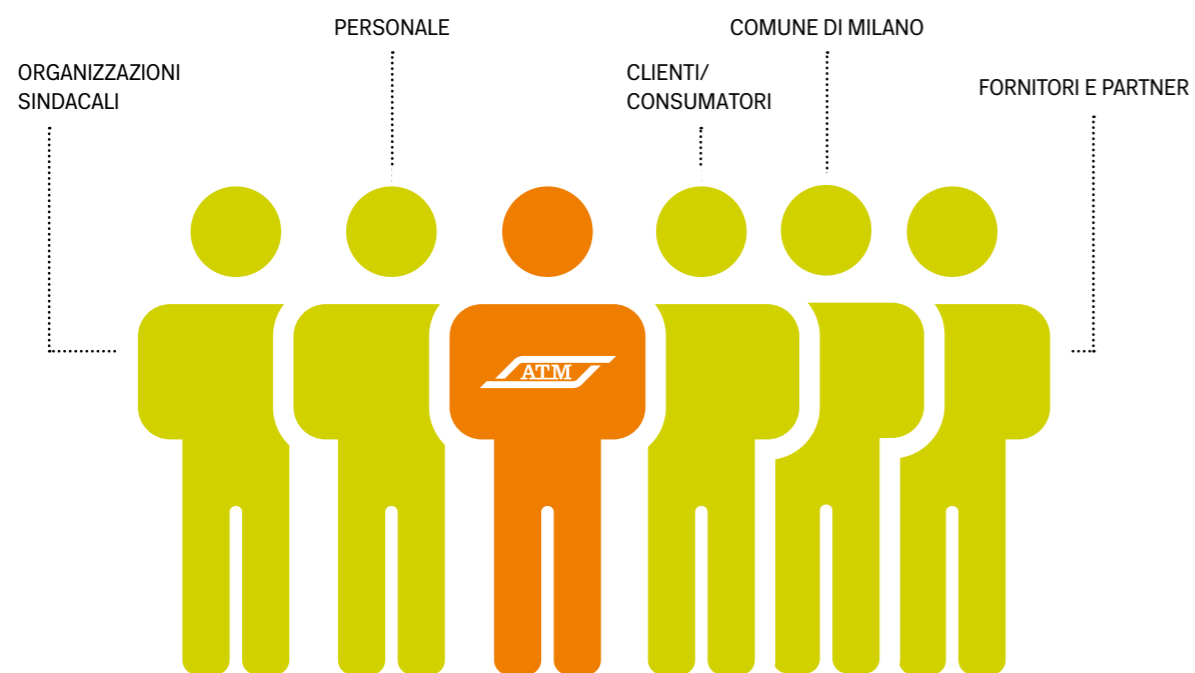 ORGANIZZAZIONI
SINDACALI
PERSONALE
CLIENTI/
CONSUMATORI
COMUNE DI MILANO
FORNITORI E PARTNER
ATM